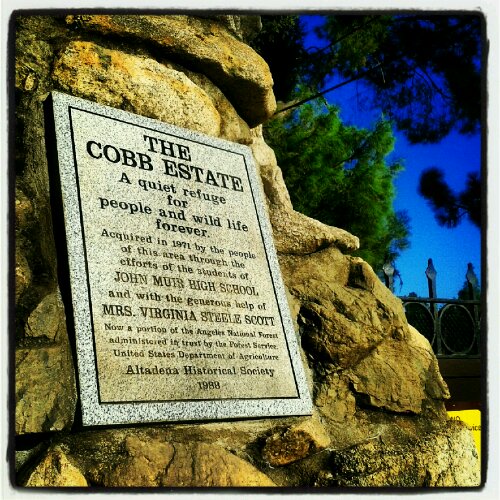 THE
COBB ESTATE
A quiet refuge
for
people and wild life
forever.
Acquired in 1971 by the people
of this area through the
efforts of the students of
JOHN MUIR HIGH SCHOOL
and with the generous help of
MRS. VIRGINIA STEELE SCOTT
Now a portion of the Angeles National Forest
administered in trust by the Forest Service,
United States Department of Agriculture
Altadena Historical Society
1989
NO